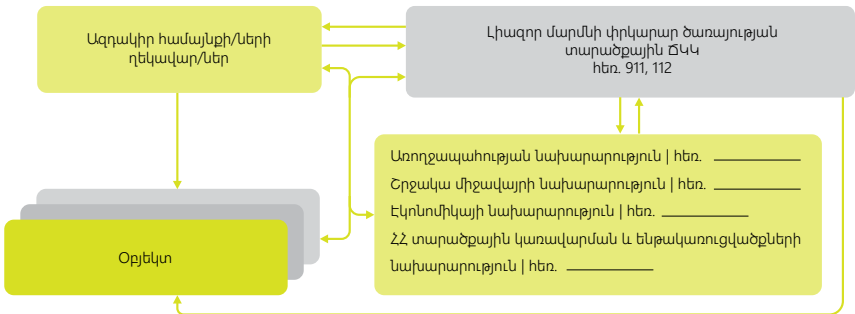 Ազդակիր համայնքի/ների
ղեկավար/ներ
Լիազոր մարմնի փրկարար ծառայության
տարածքային ՃԿԿ
հեռ. 911, 112
Առողջապահության նախարարություն | հեռ.
Շրջակա միջավայրի նախարարություն | հեռ.
Էկոնոմիկայի նախարարություն | հեռ.
ՀՀ տարածքային կառավարման և ենթակառուցվածքների
նախարարություն | հեռ.
Օբյեկտ